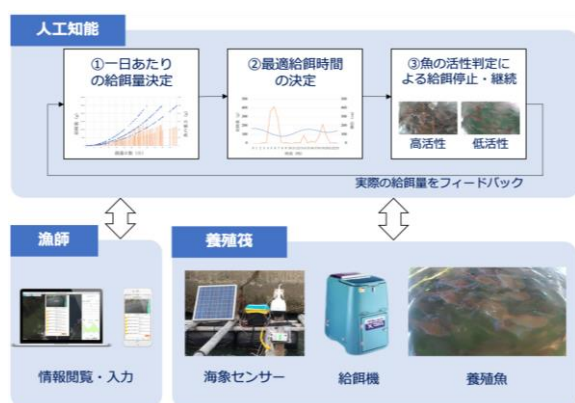 人工知能
①一日あたり
の給餌量決定
②最適給餌時間
の決定
③魚の活性判定に
よる給餌停止・継続
高活性
低活性
実際の給餌量をフィードバック
漁師
情報閲覧・入力
養殖筏
海象センサー
給餌機
養殖魚